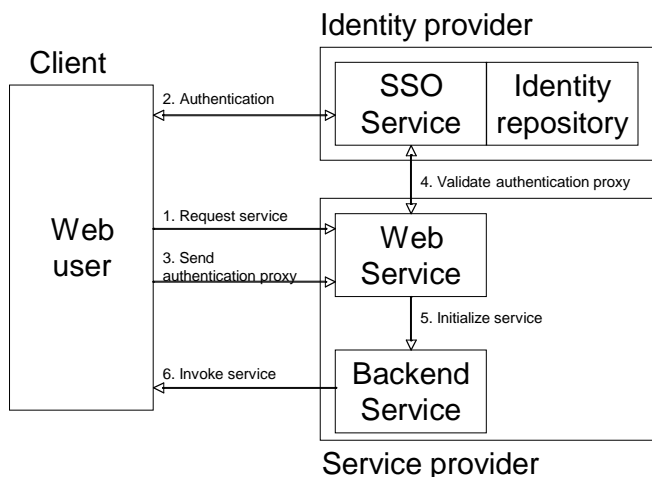 Identity provider
Client
SSO
Service
Identity
repository
2. Authentication
4. Validate authentication proxy
1. Request service
Web
user
Web
Service
3. Send
authentication proxy
5. Initialize service
6. Invoke service
Backend
Service
Service provider